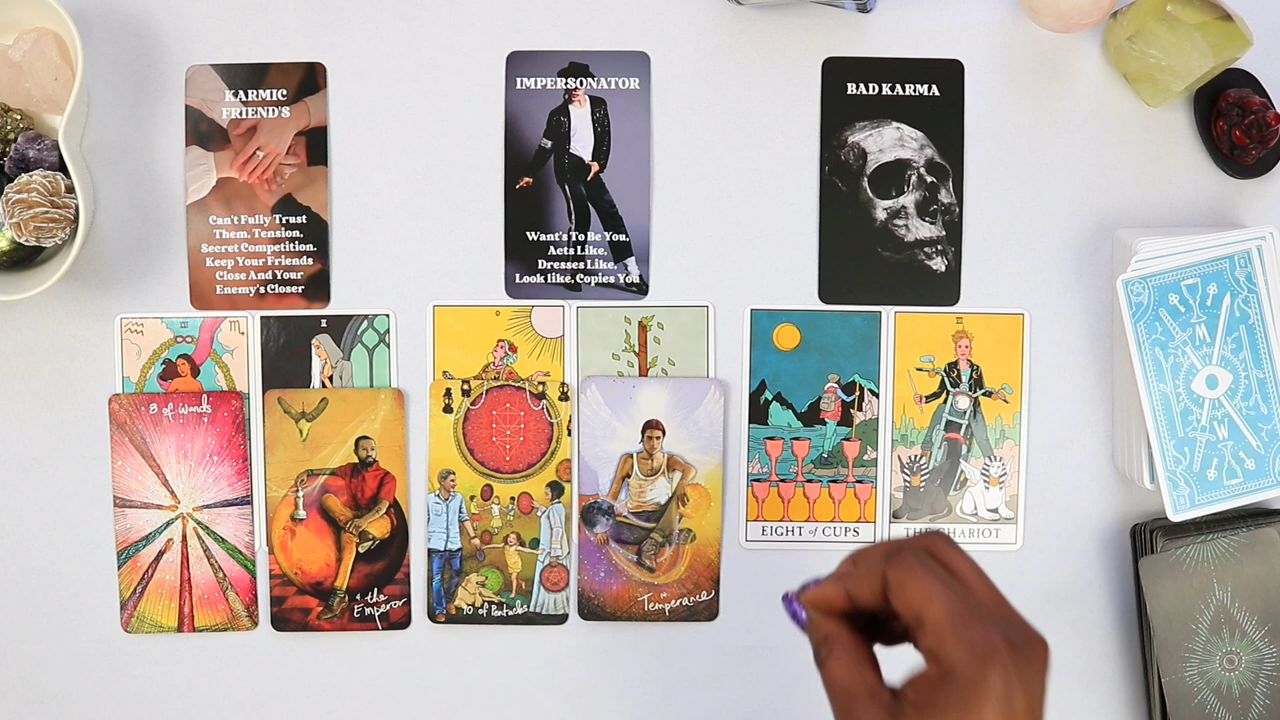 KARMIC
FRIEND'S
Can't Fully Trust
Them, Tension,
Secret Competition.
Keep Your Friends
Close And Your
Enemy's Closer
IMPERSONATOR
Want's To Be You,
Acts Like,
Dresses Like,
Look like, Copies You
BAD KARMA
8 of Wands
4. the
Emperor
10 of Pentacles
Temperance
EIGHT of CUPS
THE CHARIOT
M
W